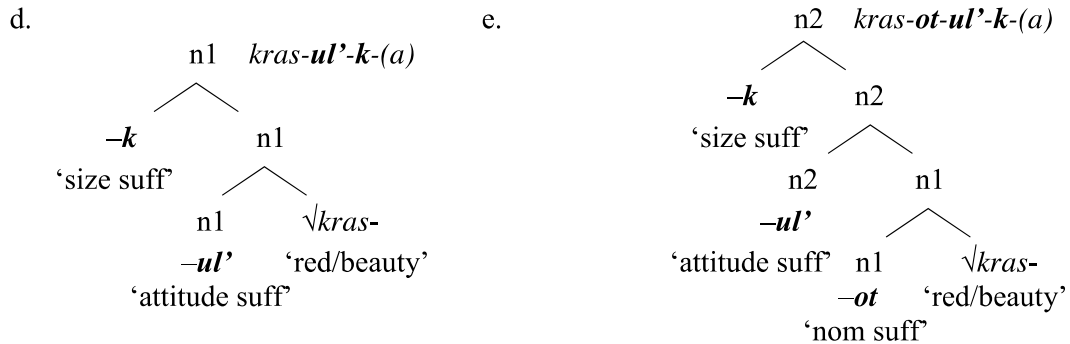 d.
n1 kras-ul’-k-(a)
–k n1
‘size suff’
n1 √kras-
–ul’ ‘red/beauty’
‘attitude suff’
e.
n2 kras-ot-ul’-k-(a)
–k n2
‘size suff’
n2 n1
–ul’
‘attitude suff’ n1 √kras-
–ot ‘red/beauty’
‘nom suff’